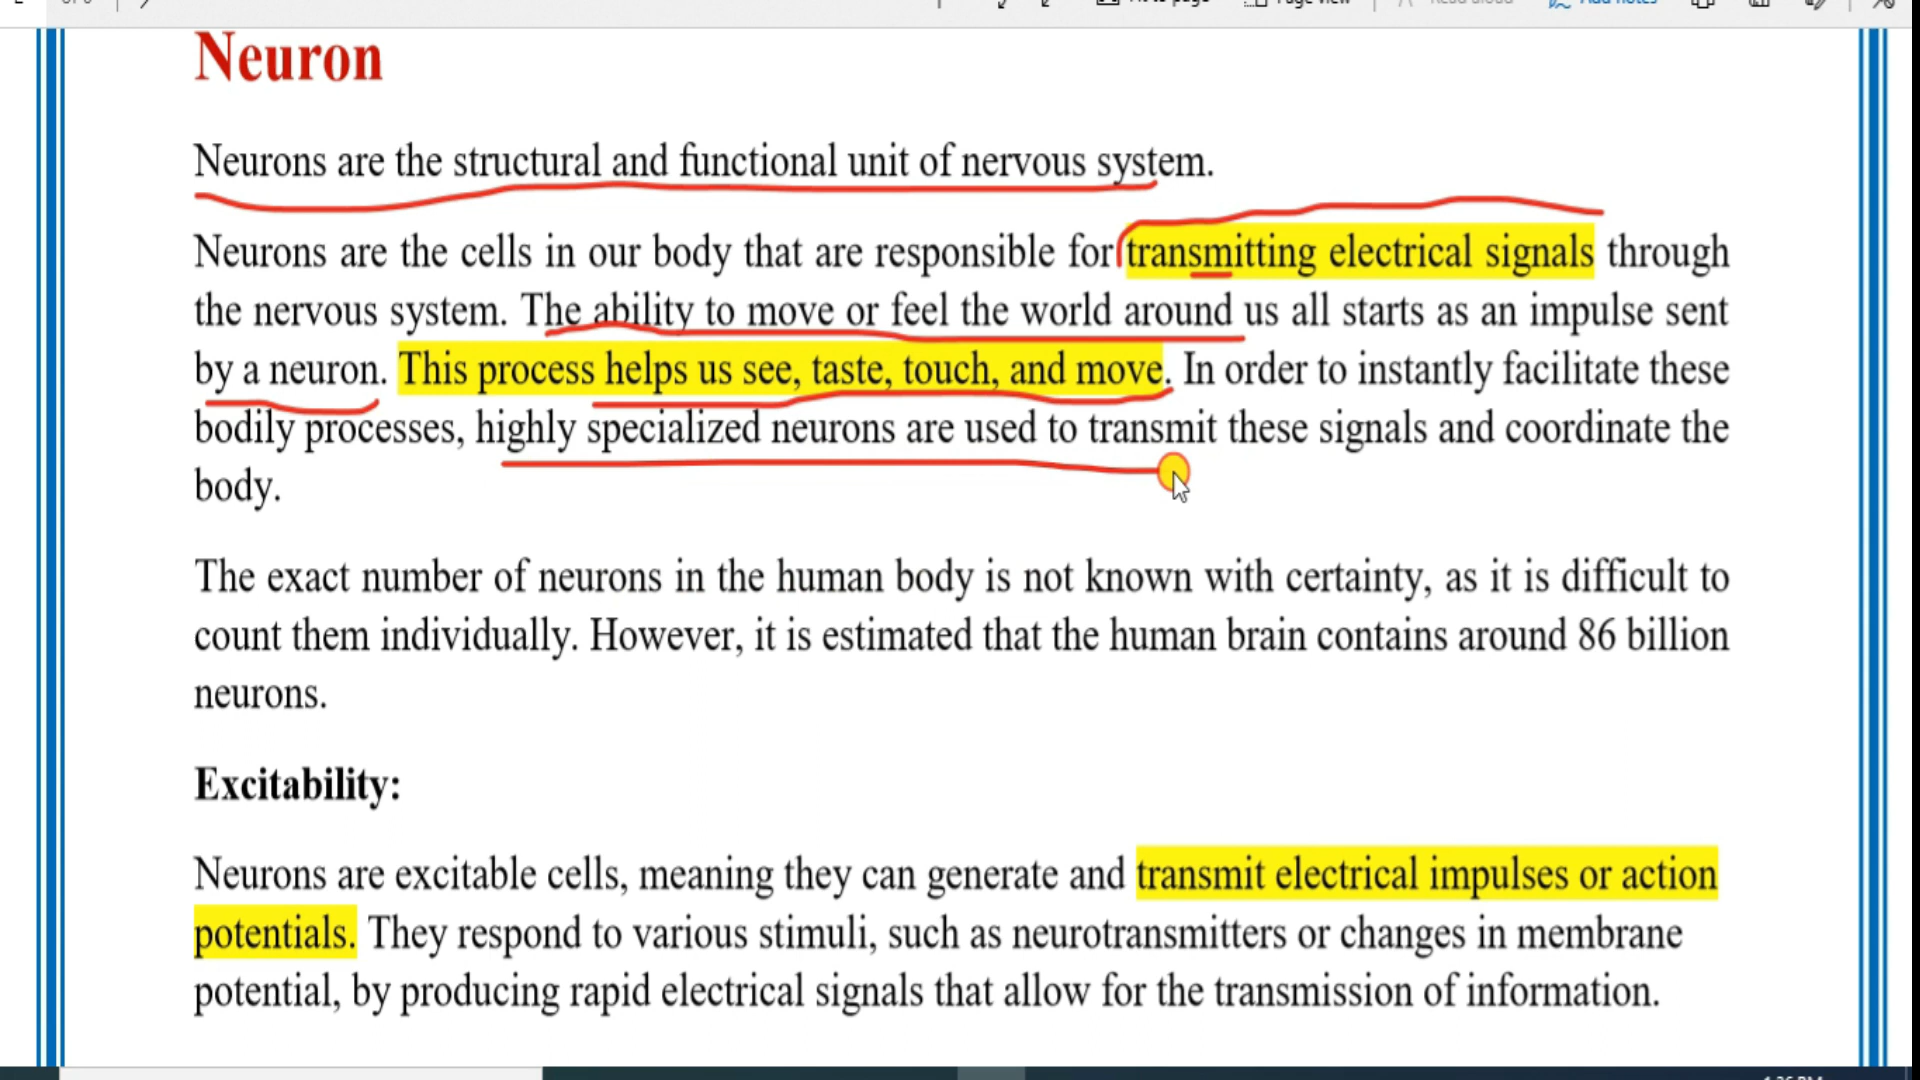 Neuron
Neurons are the structural and functional unit of nervous system.
Neurons are the cells in our body that are responsible for transmitting electrical signals through
the nervous system. The ability to move or feel the world around us all starts as an impulse sent
by a neuron. This process helps us see, taste, touch, and move. In order to instantly facilitate these
bodily processes, highly specialized neurons are used to transmit these signals and coordinate the
body.
The exact number of neurons in the human body is not known with certainty, as it is difficult to
count them individually. However, it is estimated that the human brain contains around 86 billion
neurons.
Excitability:
Neurons are excitable cells, meaning they can generate and transmit electrical impulses or action
potentials. They respond to various stimuli, such as neurotransmitters or changes in membrane
potential, by producing rapid electrical signals that allow for the transmission of information.